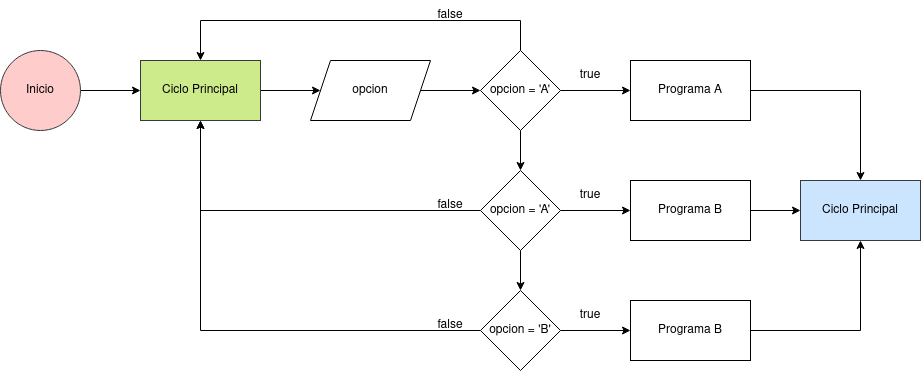 false
Inicio
Ciclo Principal
opcion
opcion = 'A'
true
Programa A
false
opcion = 'A'
true
Programa B
Ciclo Principal
false
opcion = 'B'
true
Programa B